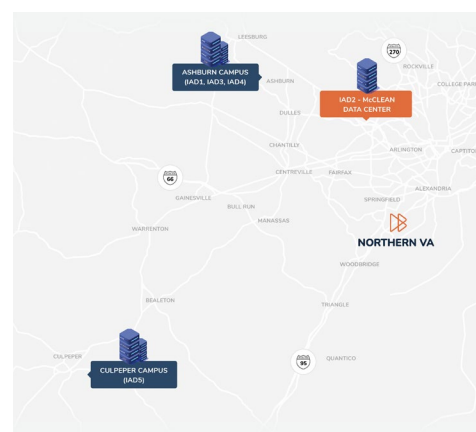 LEESBURG
270
ROCKVILLE
ASHBURN CAMPUS
(IAD1, IAD3, IAD4)
ASHBURN
COLLEGE PARK
IAD2 - McCLEAN
DATA CENTER
DULLES
CHANTILLY
ARLINGTON
CAPITOL
CENTREVILLE
FAIRFAX
66
ALEXANDRIA
GAINESVILLE
SPRINGFIELD
BULL RUN
MANASSAS
WARRENTON
NORTHERN VA
WOODBRIDGE
BEALETON
TRIANGLE
CULPEPER
95
QUANTICO
CULPEPER CAMPUS
(IAD5)